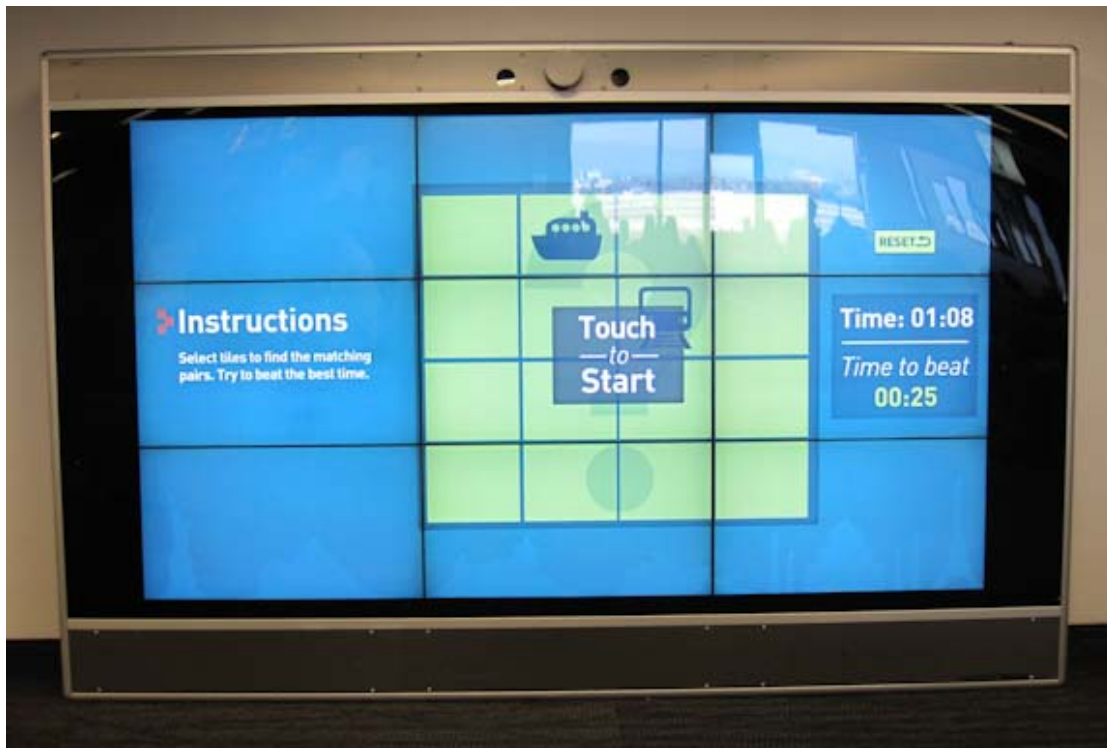 Instructions
Select tiles to find the matching
pairs. Try to beat the best time.
Touch
to
Start
RESET
Time: 01:08
Time to beat
00:25